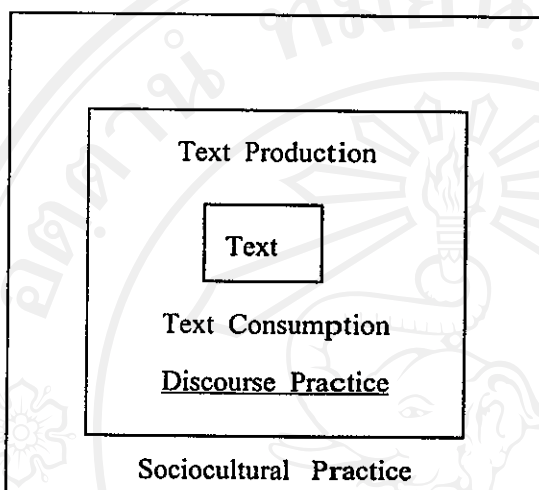 Text Production
Text
Text Consumption
Discourse Practice
Sociocultural Practice